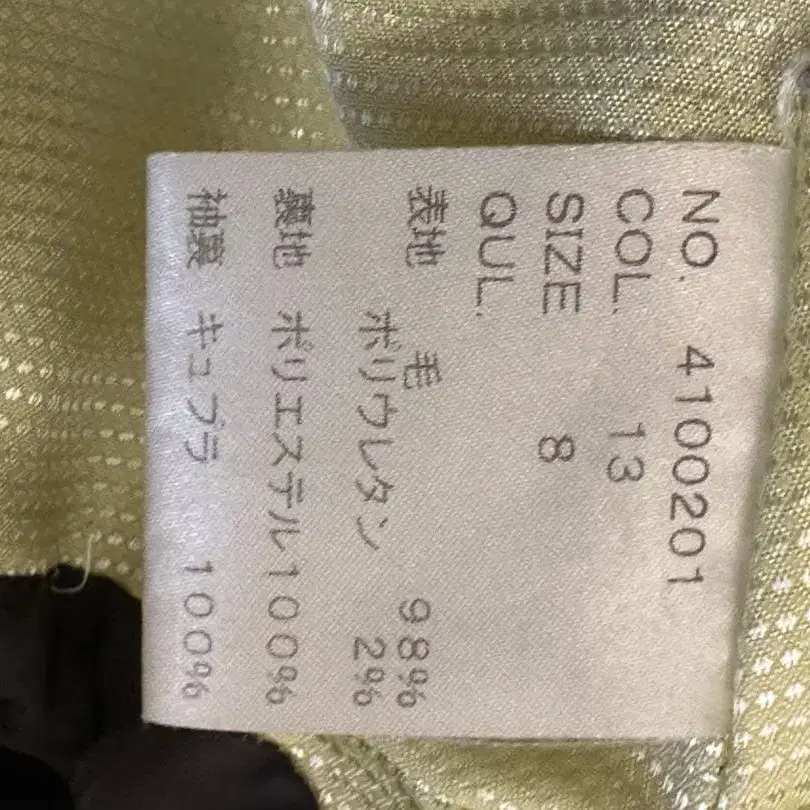 NO. 4100201
COL. 13
SIZE 8
QUL.
表地 毛 98%
ポリウレタン 2%
裏地 ポリエステル100%
袖裏 キュプラ 100%